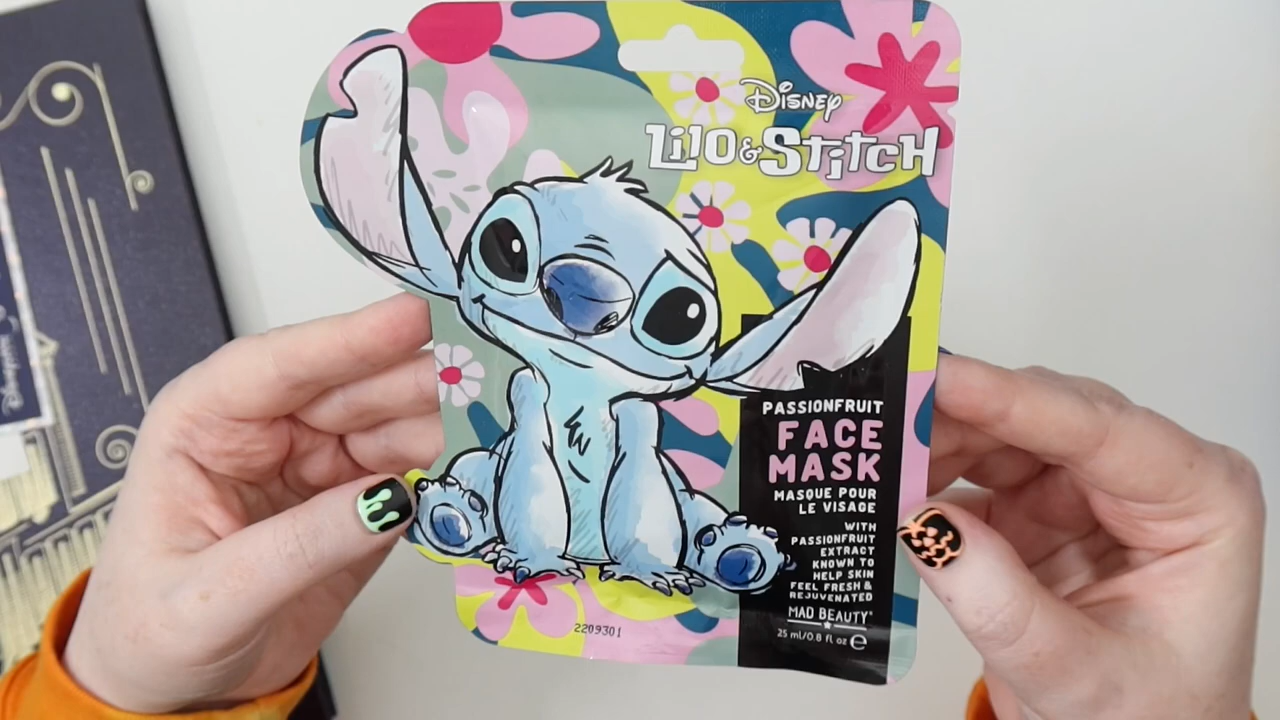 Disney
LiLO & STiTCH
PASSIONFRUIT
FACE
MASK
MASQUE POUR
LE VISAGE
WITH
PASSIONFRUIT
EXTRACT
KNOWN TO
HELP SKIN
FEEL FRESH &
REJUVENATED
MAD BEAUTY®
25 ml/0.8 fl oz ℮
2209301